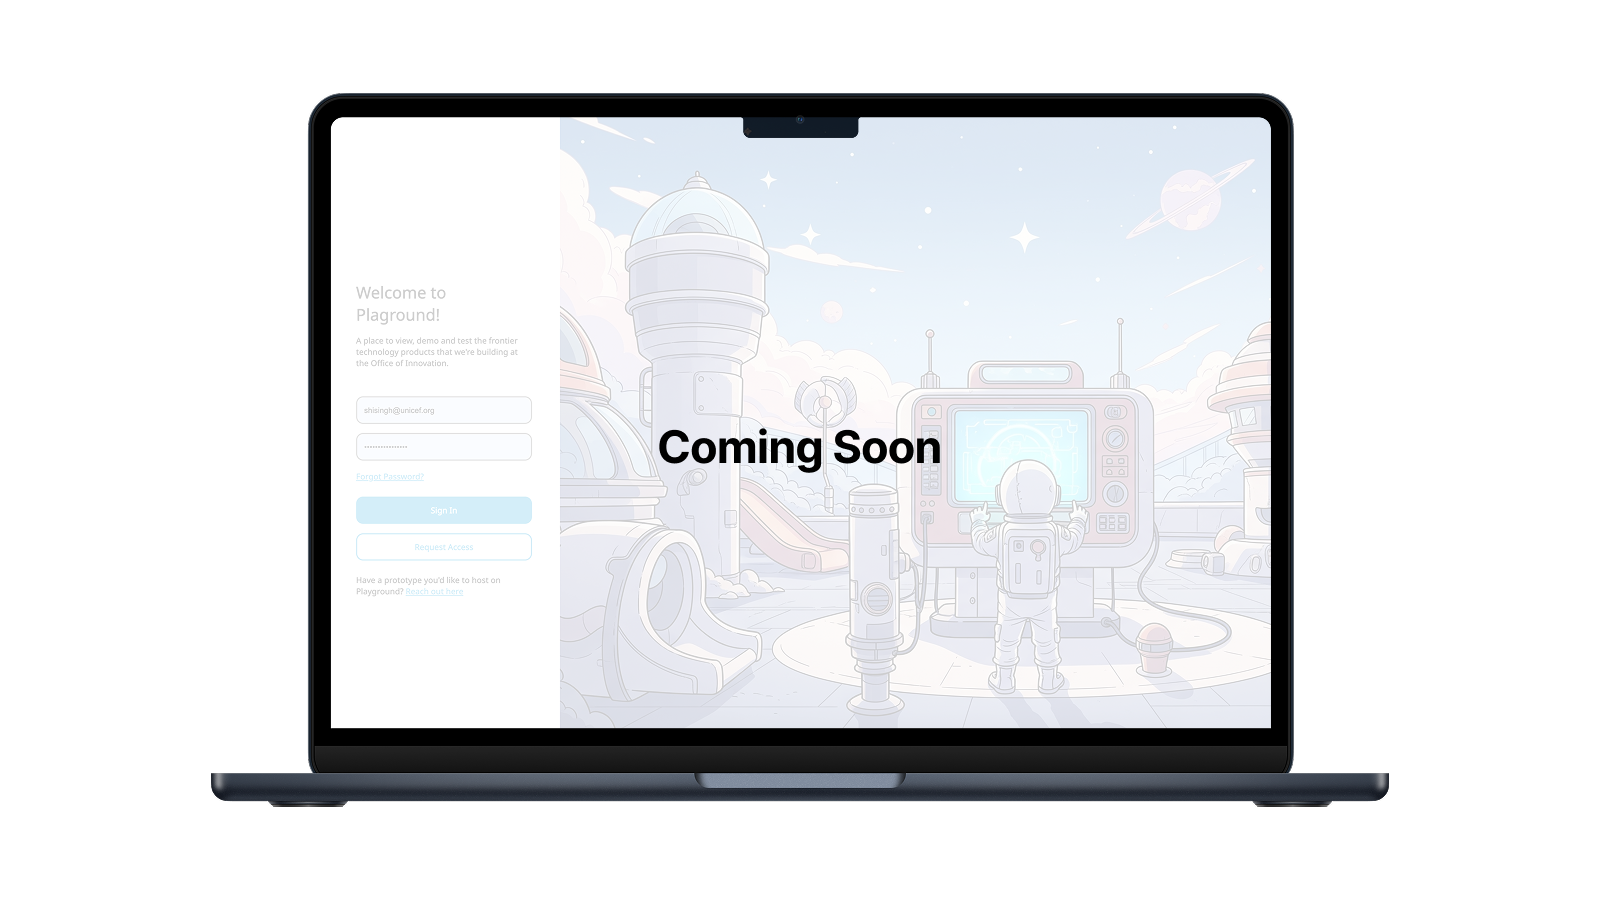 Welcome to
Plaground!
A place to view, demo and test the frontier
technology products that we're building at
the Office of Innovation.
shisingh@unicef.org
••••••••••••••••
Forgot Password?
Sign In
Request Access
Have a prototype you'd like to host on
Playground? Reach out here
Coming Soon